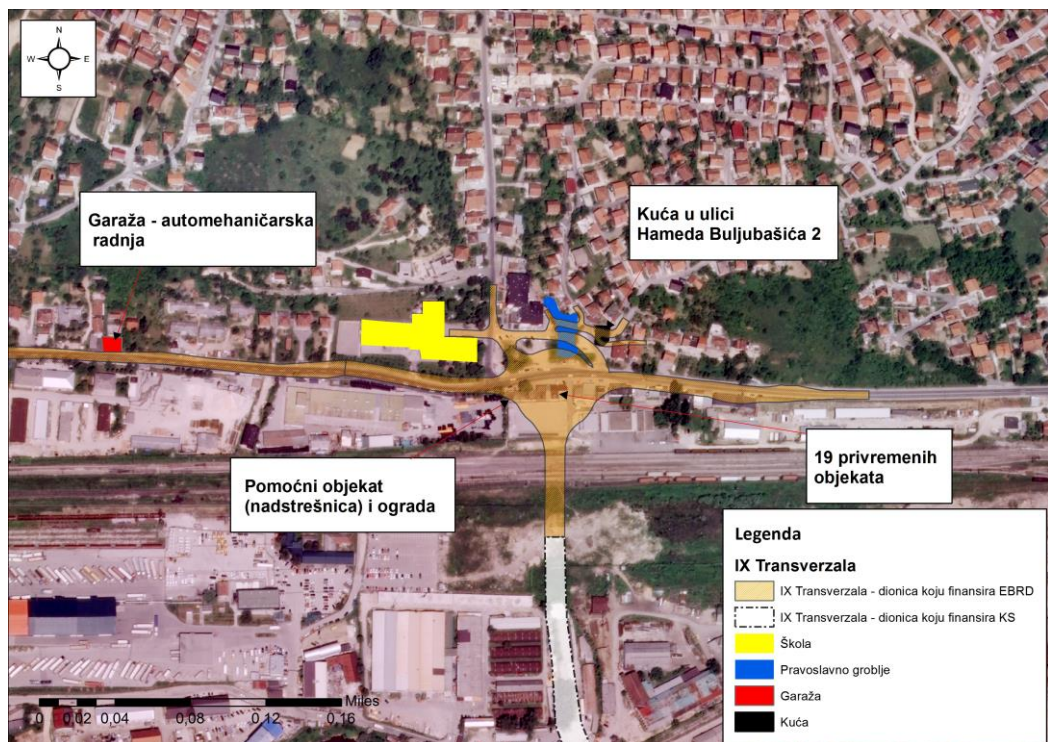 N
W E
S
Garaža - automehaničarska
radnja
Kuća u ulici
Hameda Buljubašića 2
Pomoćni objekat
(nadstrešnica) i ograda
19 privremenih
objekata
Legenda
IX Transverzala
IX Transverzala - dionica koju finansira EBRD
IX Transverzala - dionica koju finansira KS
Škola
Pravoslavno groblje
Garaža
Kuća
Miles
0 0,02 0,04 0,08 0,12 0,16